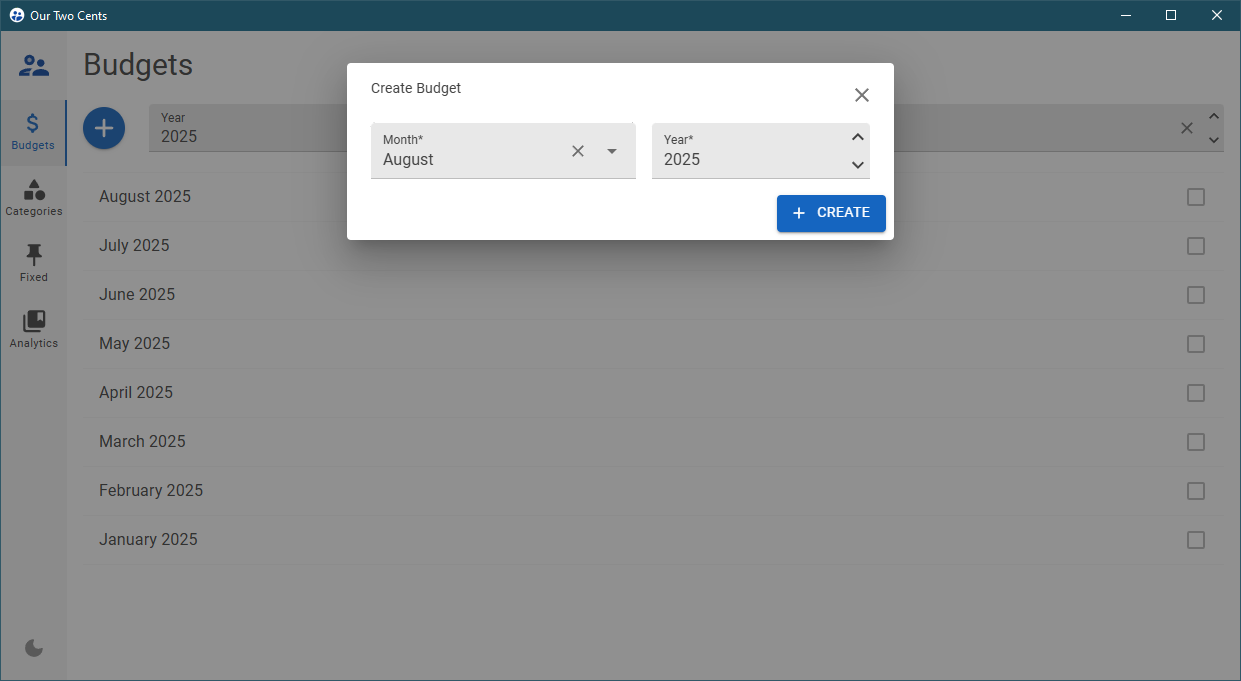 Our Two Cents
Budgets
Create Budget
Month*
August
Year*
2025
CREATE
Year
2025
Budgets
Categories
Fixed
Analytics
August 2025
July 2025
June 2025
May 2025
April 2025
March 2025
February 2025
January 2025